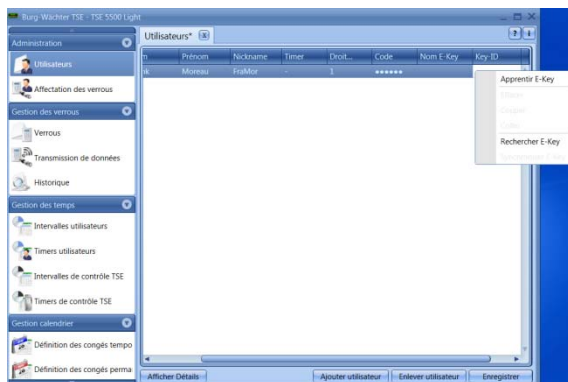 Burg-Wächter TSE - TSE 5500 Light
Administration
Utilisateurs
Affectation des verrous
Gestion des verrous
Verrous
Transmission de données
Historique
Gestion des temps
Intervalles utilisateurs
Timers utilisateurs
Intervalles de contrôle TSE
Timers de contrôle TSE
Gestion calendrier
Définition des congés tempo
Définition des congés perma
Utilisateurs*
Prénom Nickname Timer Droit... Code Nom E-Key Key-ID
nk Moreau FraMor - 1 ●●●●●●
Apprentir E-Key
Rechercher E-Key
Afficher Détails Ajouter utilisateur Enlever utilisateur Enregistrer